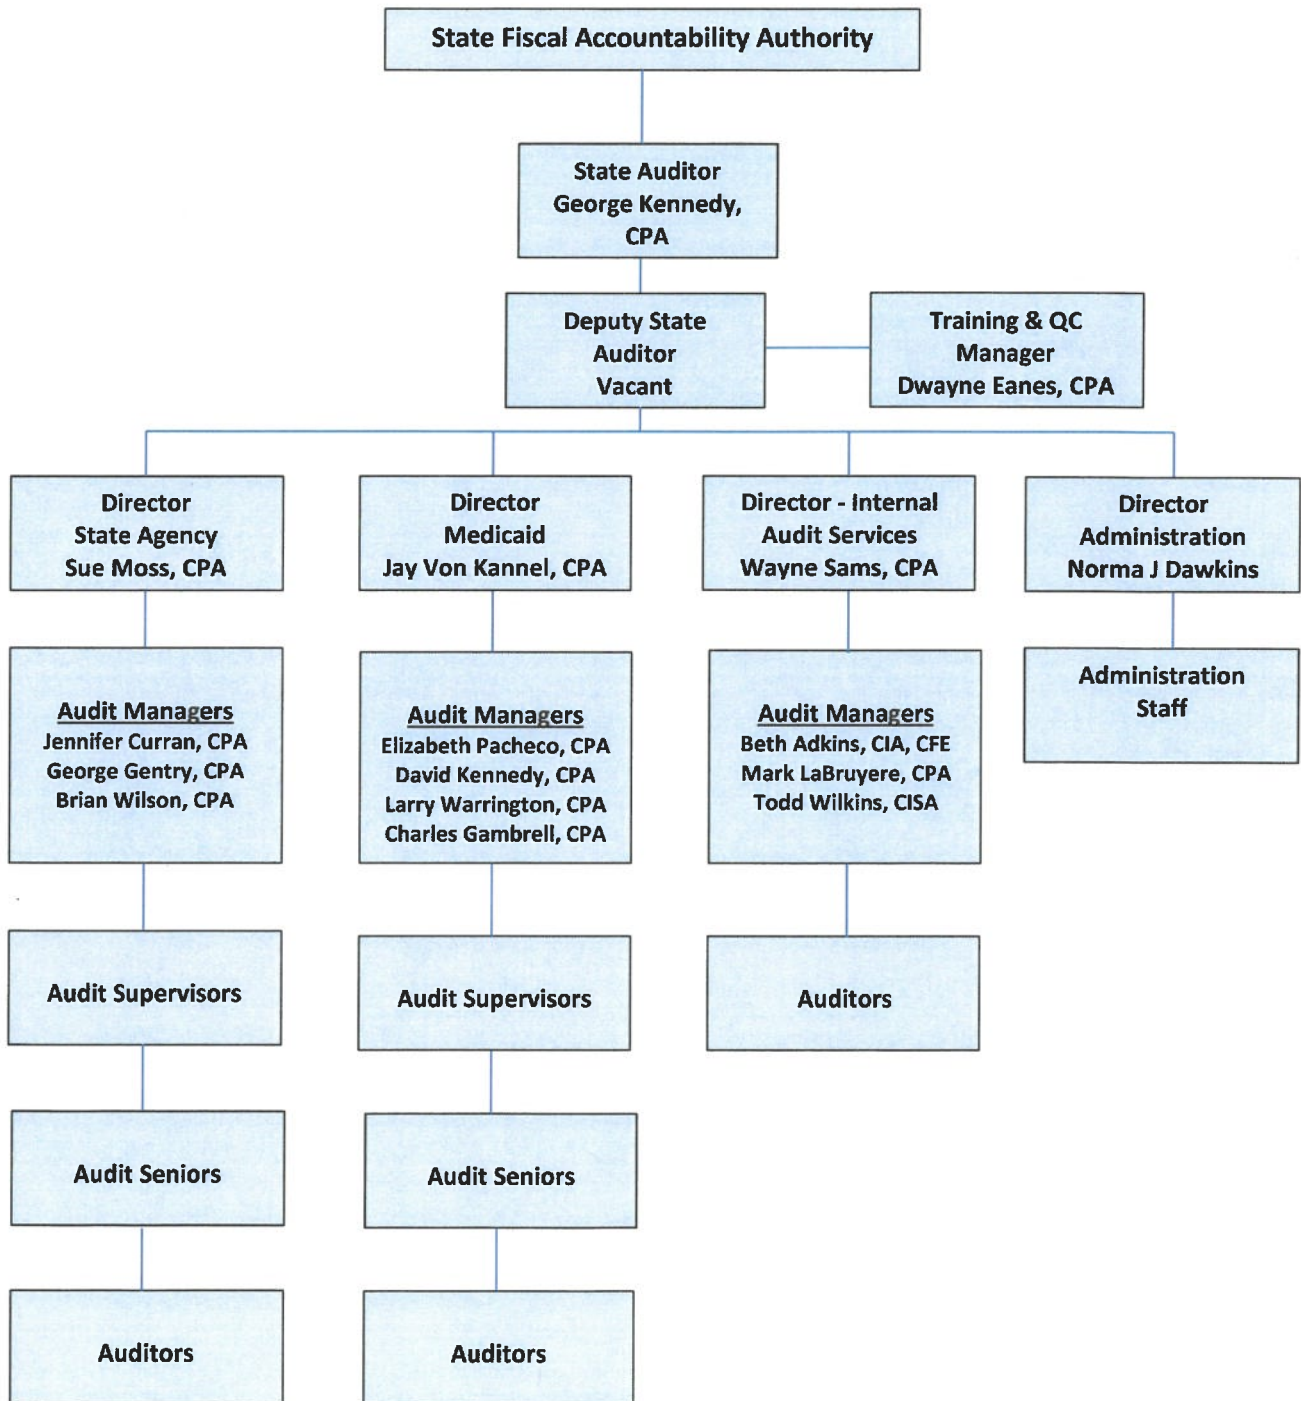 State Fiscal Accountability Authority
State Auditor
George Kennedy,
CPA
Deputy State
Auditor
Vacant
Training & QC
Manager
Dwayne Eanes, CPA
Director
State Agency
Sue Moss, CPA
Director
Medicaid
Jay Von Kannel, CPA
Director - Internal
Audit Services
Wayne Sams, CPA
Director
Administration
Norma J Dawkins
Audit Managers
Jennifer Curran, CPA
George Gentry, CPA
Brian Wilson, CPA
Audit Managers
Elizabeth Pacheco, CPA
David Kennedy, CPA
Larry Warrington, CPA
Charles Gambrell, CPA
Audit Managers
Beth Adkins, CIA, CFE
Mark LaBruyere, CPA
Todd Wilkins, CISA
Administration
Staff
Audit Supervisors
Audit Supervisors
Auditors
Audit Seniors
Audit Seniors
Auditors
Auditors